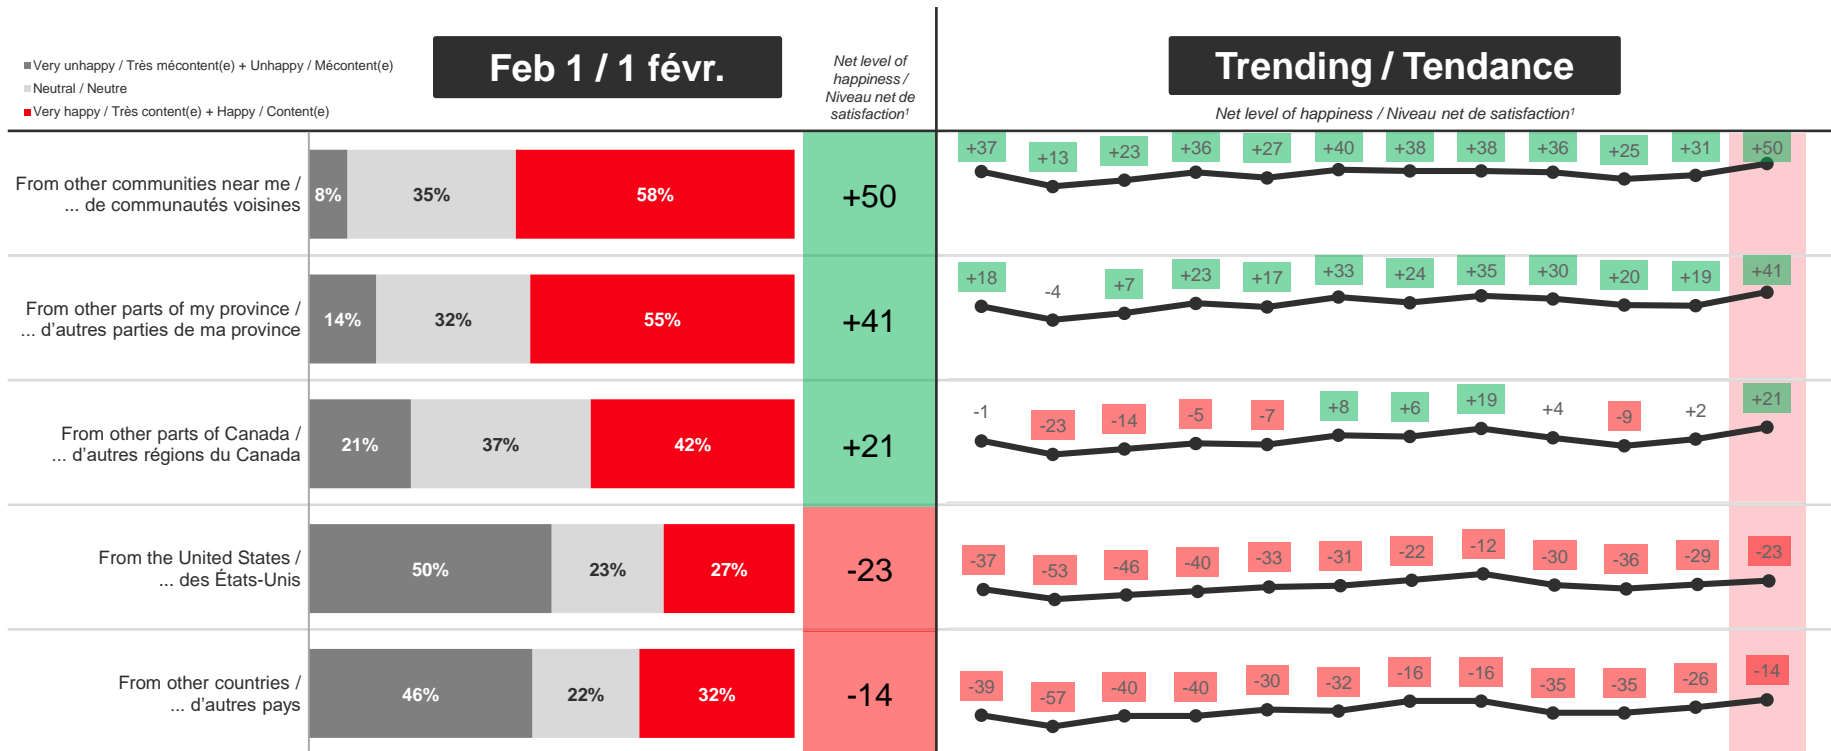 Very unhappy / Très mécontent(e) + Unhappy / Mécontent(e)
Neutral / Neutre
Very happy / Très content(e) + Happy / Content(e)
Feb 1 / 1 févr.
Net level of
happiness /
Niveau net de
satisfaction¹
Trending / Tendance
Net level of happiness / Niveau net de satisfaction¹
From other communities near me /
... de communautés voisines
8% 35% 58%
+50
+37 +13 +23 +36 +27 +40 +38 +38 +36 +25 +31 +50
From other parts of my province /
... d'autres parties de ma province
14% 32% 55%
+41
+18 -4 +7 +23 +17 +33 +24 +35 +30 +20 +19 +41
From other parts of Canada /
... d'autres régions du Canada
21% 37% 42%
+21
-1 -23 -14 -5 -7 +8 +6 +19 +4 -9 +2 +21
From the United States /
... des États-Unis
50% 23% 27%
-23
-37 -53 -46 -40 -33 -31 -22 -12 -30 -36 -29 -23
From other countries /
... d'autres pays
46% 22% 32%
-14
-39 -57 -40 -40 -30 -32 -16 -16 -35 -35 -26 -14